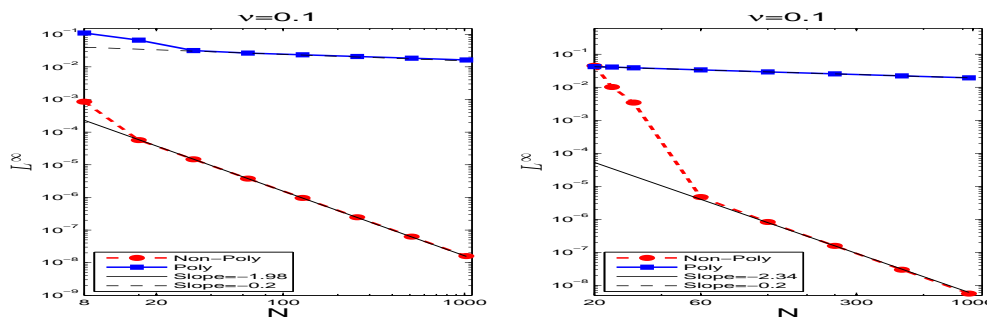 ν=0.1
10^−1
10^−2
10^−3
10^−4
10^−5
10^−6
10^−7
10^−8
10^−9
L^∞
Non−Poly
Poly
Slope=−1.98
Slope=−0.2
8 20 100 1000
N
ν=0.1
10^−1
10^−2
10^−3
10^−4
10^−5
10^−6
10^−7
10^−8
L^∞
Non−Poly
Poly
Slope=−2.34
Slope=−0.2
20 60 300 1000
N